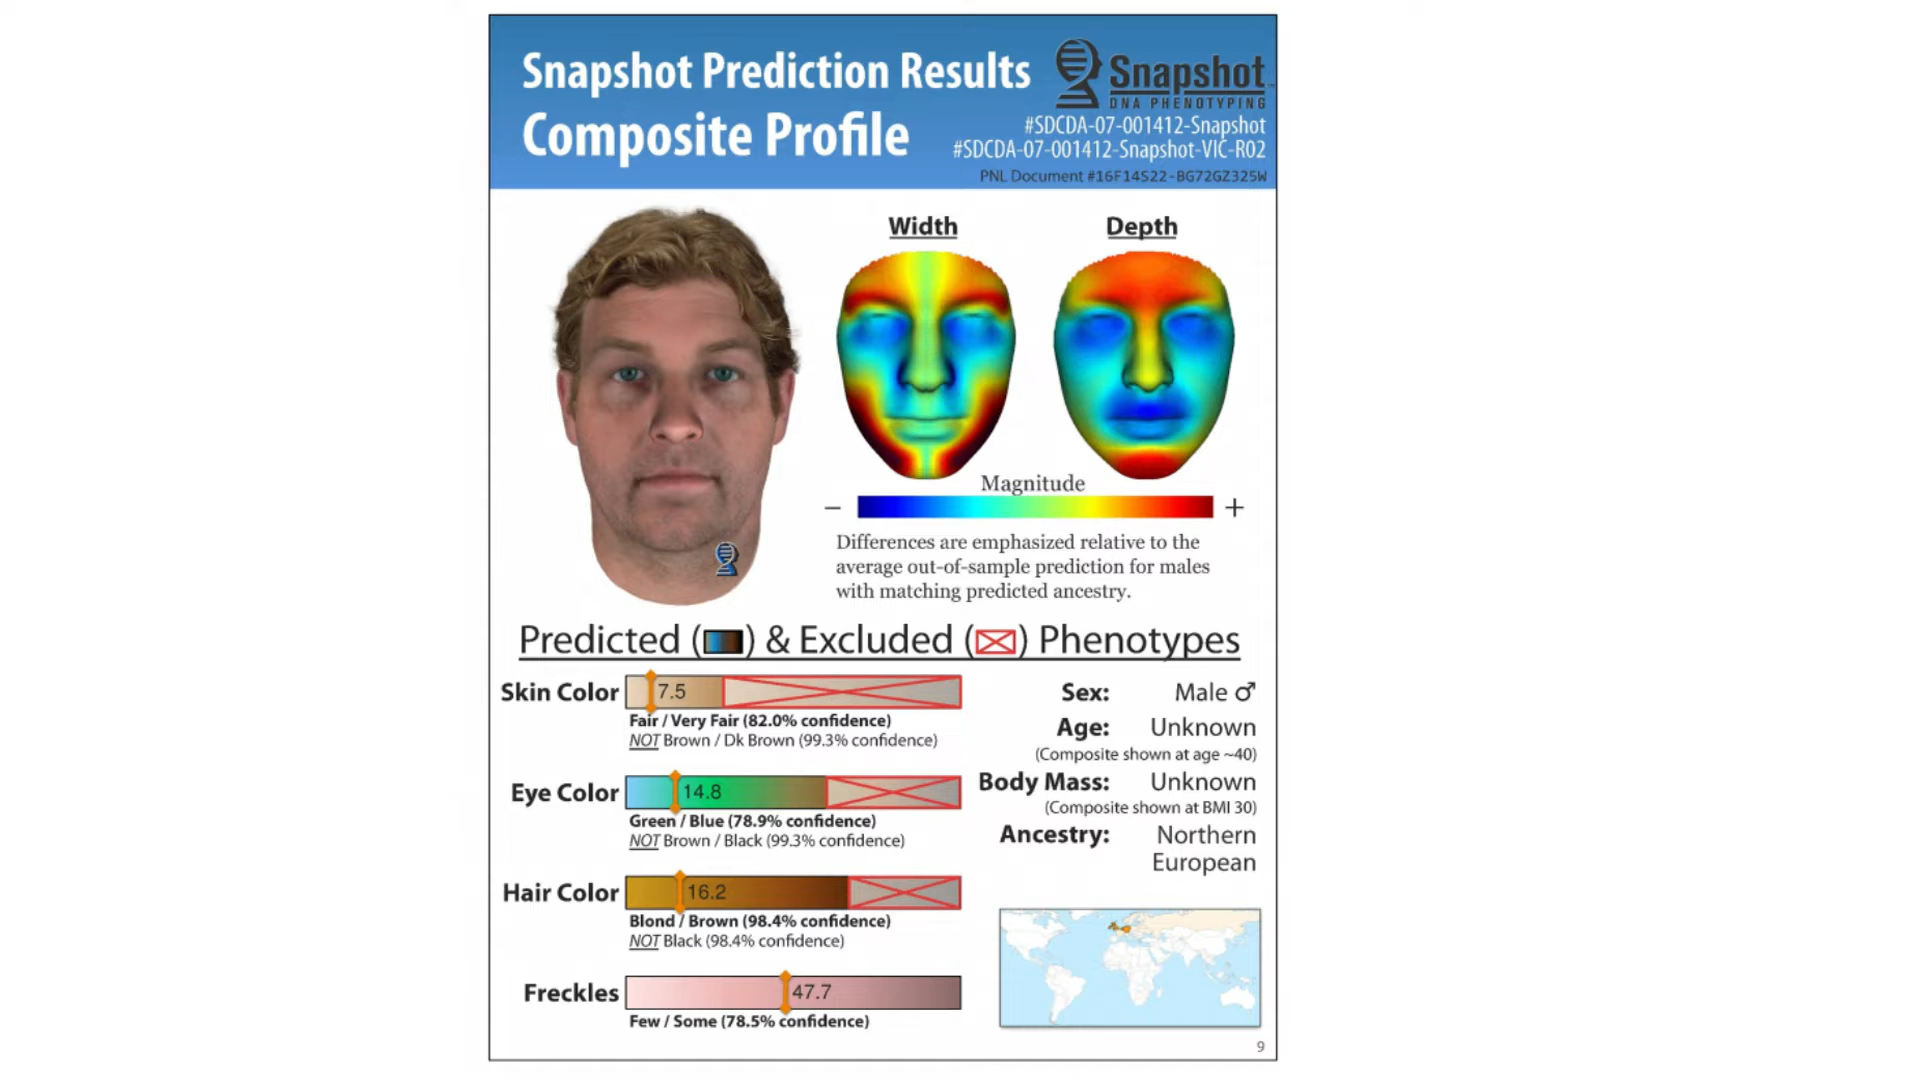 Snapshot Prediction Results
Composite Profile
Snapshot
DNA PHENOTYPING
#SDCDA-07-001412-Snapshot
#SDCDA-07-001412-Snapshot-VIC-R02
PNL Document #16F14S22-BG72GZ325W
Width
Depth
Magnitude
− +
Differences are emphasized relative to the
average out-of-sample prediction for males
with matching predicted ancestry.
Predicted ( ) & Excluded ( ) Phenotypes
Skin Color
7.5
Fair / Very Fair (82.0% confidence)
NOT Brown / Dk Brown (99.3% confidence)
Eye Color
14.8
Green / Blue (78.9% confidence)
NOT Brown / Black (99.3% confidence)
Hair Color
16.2
Blond / Brown (98.4% confidence)
NOT Black (98.4% confidence)
Freckles
47.7
Few / Some (78.5% confidence)
Sex: Male ♂
Age: Unknown
(Composite shown at age ~40)
Body Mass: Unknown
(Composite shown at BMI 30)
Ancestry: Northern
European
9